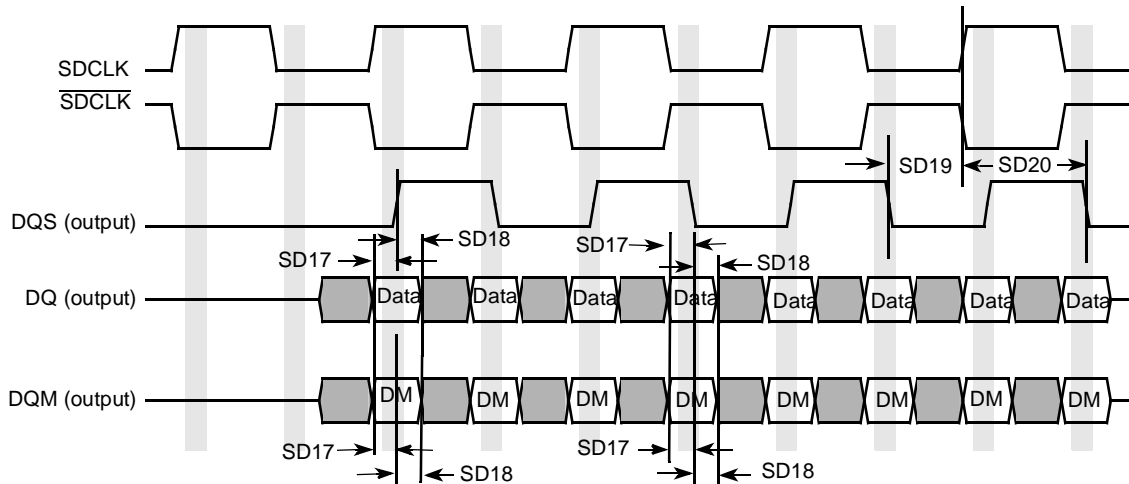 SDCLK
SDCLK
SD19
SD20
DQS (output)
SD18
SD17
SD17
SD18
DQ (output)
Data
Data
Data
Data
Data
Data
Data
Data
DQM (output)
DM
DM
DM
DM
DM
DM
DM
DM
SD17
SD17
SD18
SD18